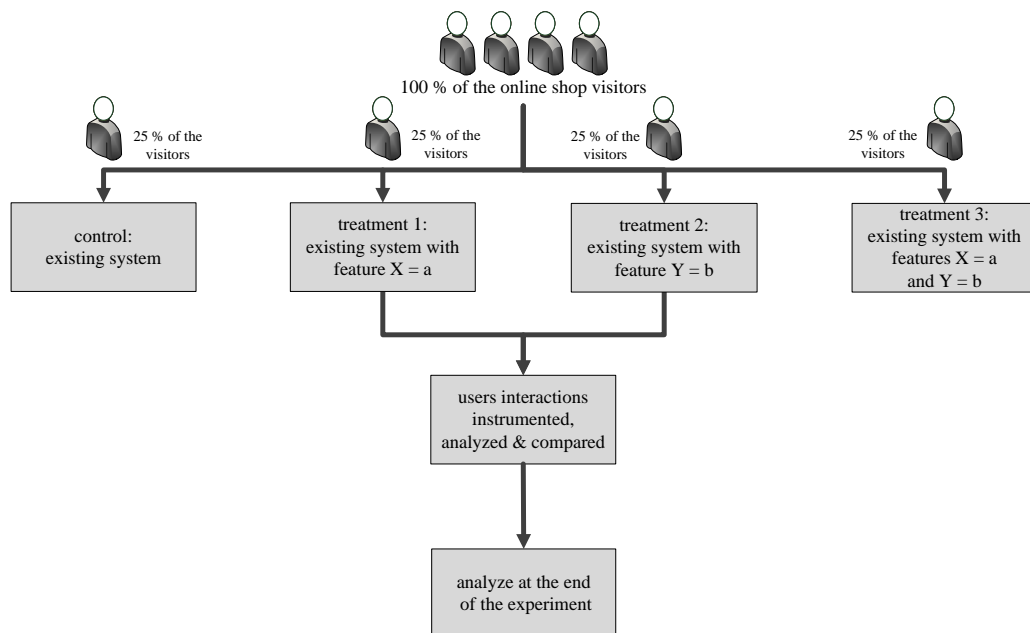 100 % of the online shop visitors
25 % of the
visitors
25 % of the
visitors
25 % of the
visitors
25 % of the
visitors
control:
existing system
treatment 1:
existing system with
feature X = a
treatment 2:
existing system with
feature Y = b
treatment 3:
existing system with
features X = a
and Y = b
users interactions
instrumented,
analyzed & compared
analyze at the end
of the experiment